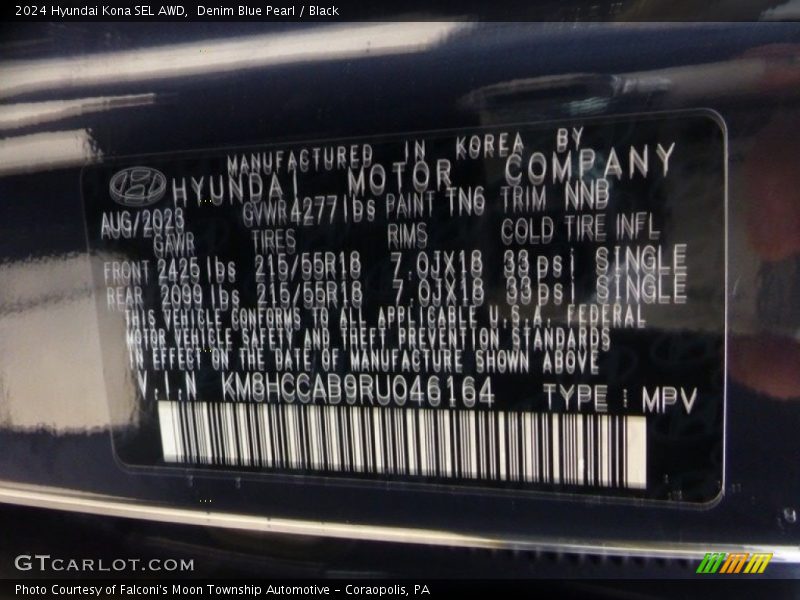 2024 Hyundai Kona SEL AWD,  Denim Blue Pearl / Black
MANUFACTURED IN KOREA BY
HYUNDAI MOTOR COMPANY
AUG/2023 GVWR 4277lbs PAINT TN6 TRIM NNB
GAWR TIRES RIMS COLD TIRE INFL
FRONT 2425 lbs 215/55R18 7.0JX18 33psi SINGLE
REAR 2099 lbs 215/55R18 7.0JX18 33psi SINGLE
THIS VEHICLE CONFORMS TO ALL APPLICABLE U.S.A. FEDERAL
MOTOR VEHICLE SAFETY AND THEFT PREVENTION STANDARDS
IN EFFECT ON THE DATE OF MANUFACTURE SHOWN ABOVE
V.I.N KM8HCCAB9RU046164 TYPE : MPV
GTCARLOT.COM
Photo Courtesy of Falconi's Moon Township Automotive – Coraopolis, PA